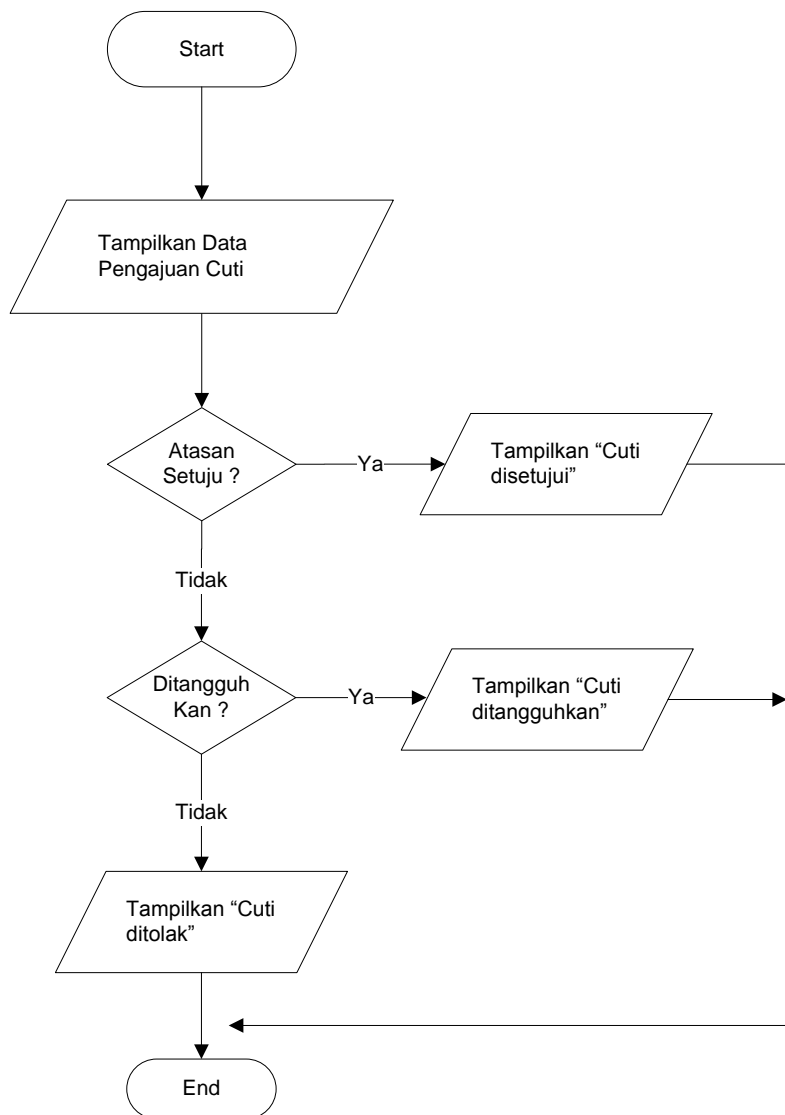 Start
Tampilkan Data
Pengajuan Cuti
Atasan
Setuju ?
Ya
Tampilkan “Cuti
disetujui”
Tidak
Ditangguh
Kan ?
Ya
Tampilkan “Cuti
ditangguhkan”
Tidak
Tampilkan “Cuti
ditolak”
End